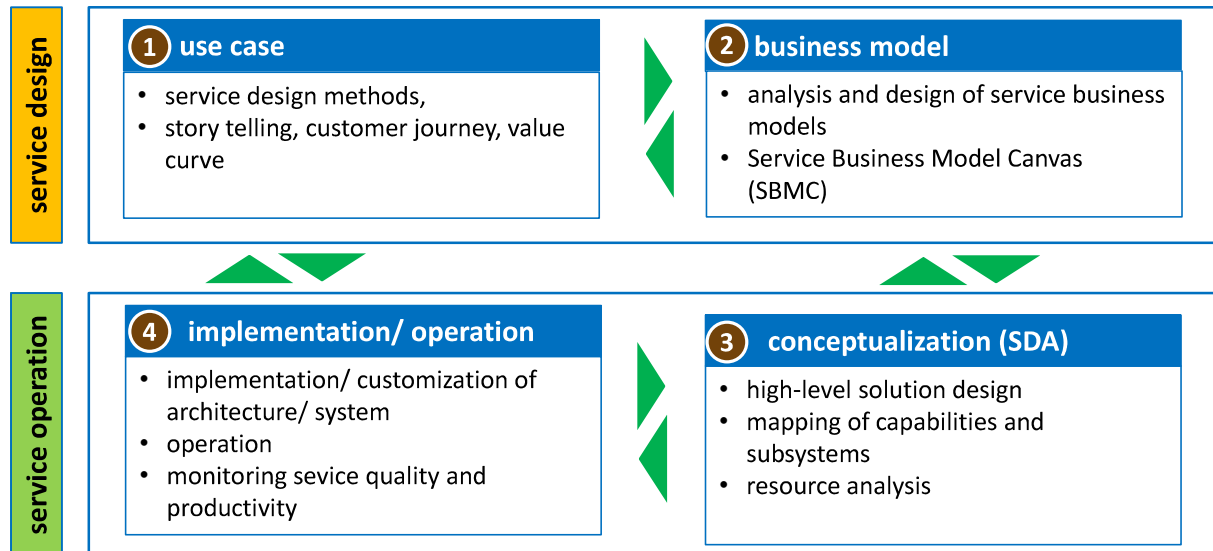 service design
1 use case
• service design methods,
• story telling, customer journey, value
curve
2 business model
• analysis and design of service business
models
• Service Business Model Canvas
(SBMC)
service operation
4 implementation/ operation
• implementation/ customization of
architecture/ system
• operation
• monitoring sevice quality and
productivity
3 conceptualization (SDA)
• high-level solution design
• mapping of capabilities and
subsystems
• resource analysis